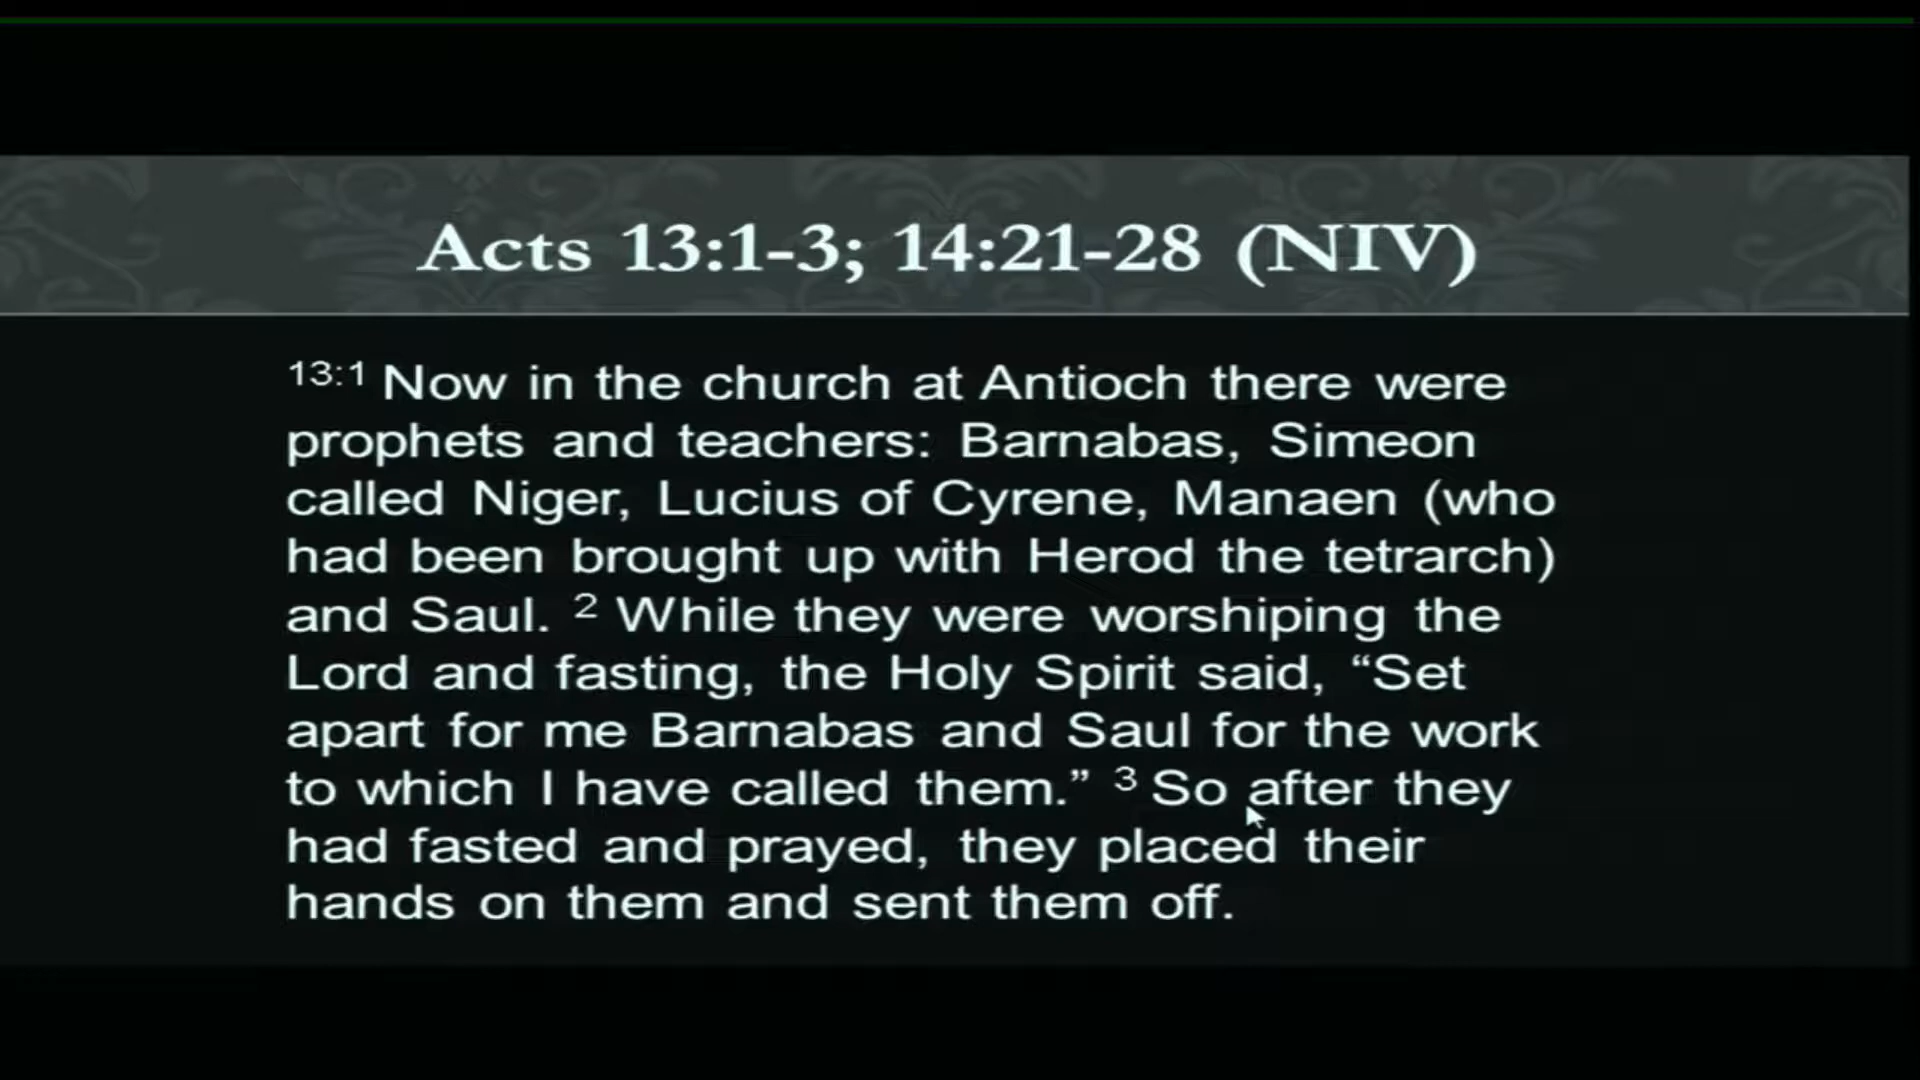 Acts 13:1-3; 14:21-28 (NIV)
13:1 Now in the church at Antioch there were
prophets and teachers: Barnabas, Simeon
called Niger, Lucius of Cyrene, Manaen (who
had been brought up with Herod the tetrarch)
and Saul. 2 While they were worshiping the
Lord and fasting, the Holy Spirit said, “Set
apart for me Barnabas and Saul for the work
to which I have called them.” 3 So after they
had fasted and prayed, they placed their
hands on them and sent them off.